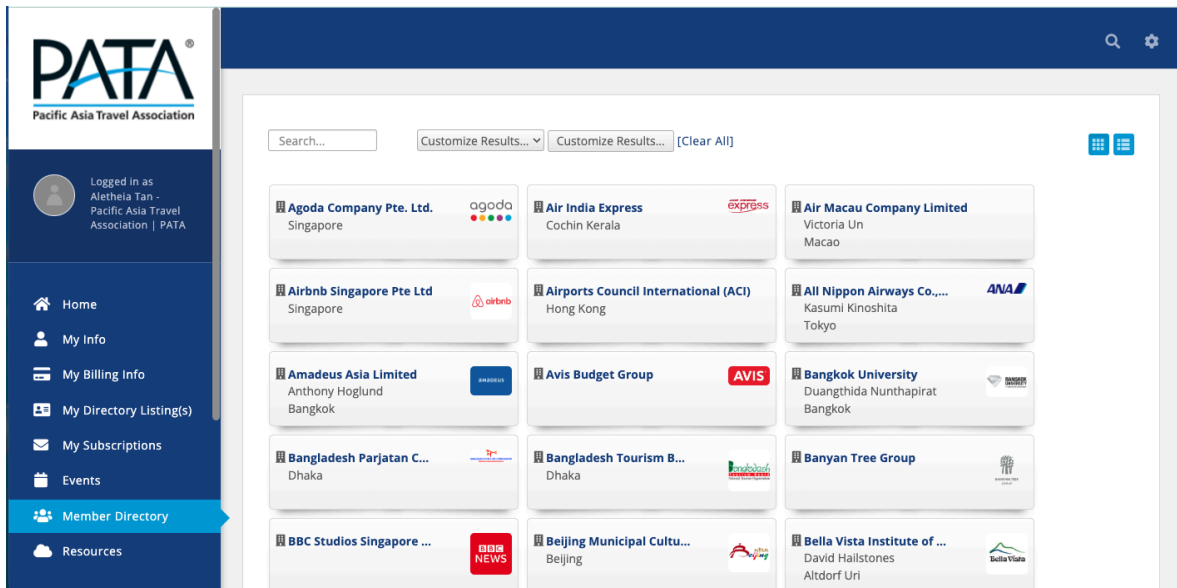 PATA®
Pacific Asia Travel Association
Logged in as
Aletheia Tan -
Pacific Asia Travel
Association | PATA
Home
My Info
My Billing Info
My Directory Listing(s)
My Subscriptions
Events
Member Directory
Resources
Search...
Customize Results...
Customize Results...
[Clear All]
Agoda Company Pte. Ltd.
Singapore
agoda
Air India Express
Cochin Kerala
express
Air Macau Company Limited
Victoria Un
Macao
Airbnb Singapore Pte Ltd
Singapore
airbnb
Airports Council International (ACI)
Hong Kong
All Nippon Airways Co.,...
Kasumi Kinoshita
Tokyo
ANA
Amadeus Asia Limited
Anthony Hoglund
Bangkok
amadeus
Avis Budget Group
AVIS
Bangkok University
Duangthida Nunthapirat
Bangkok
BANGKOK
UNIVERSITY
Bangladesh Parjatan C...
Dhaka
Bangladesh Tourism B...
Dhaka
Bangladesh
Banyan Tree Group
BBC Studios Singapore ...
BBC
NEWS
Beijing Municipal Cultu...
Beijing
Beijing
Bella Vista Institute of ...
David Hailstones
Altdorf Uri
Bella Vista